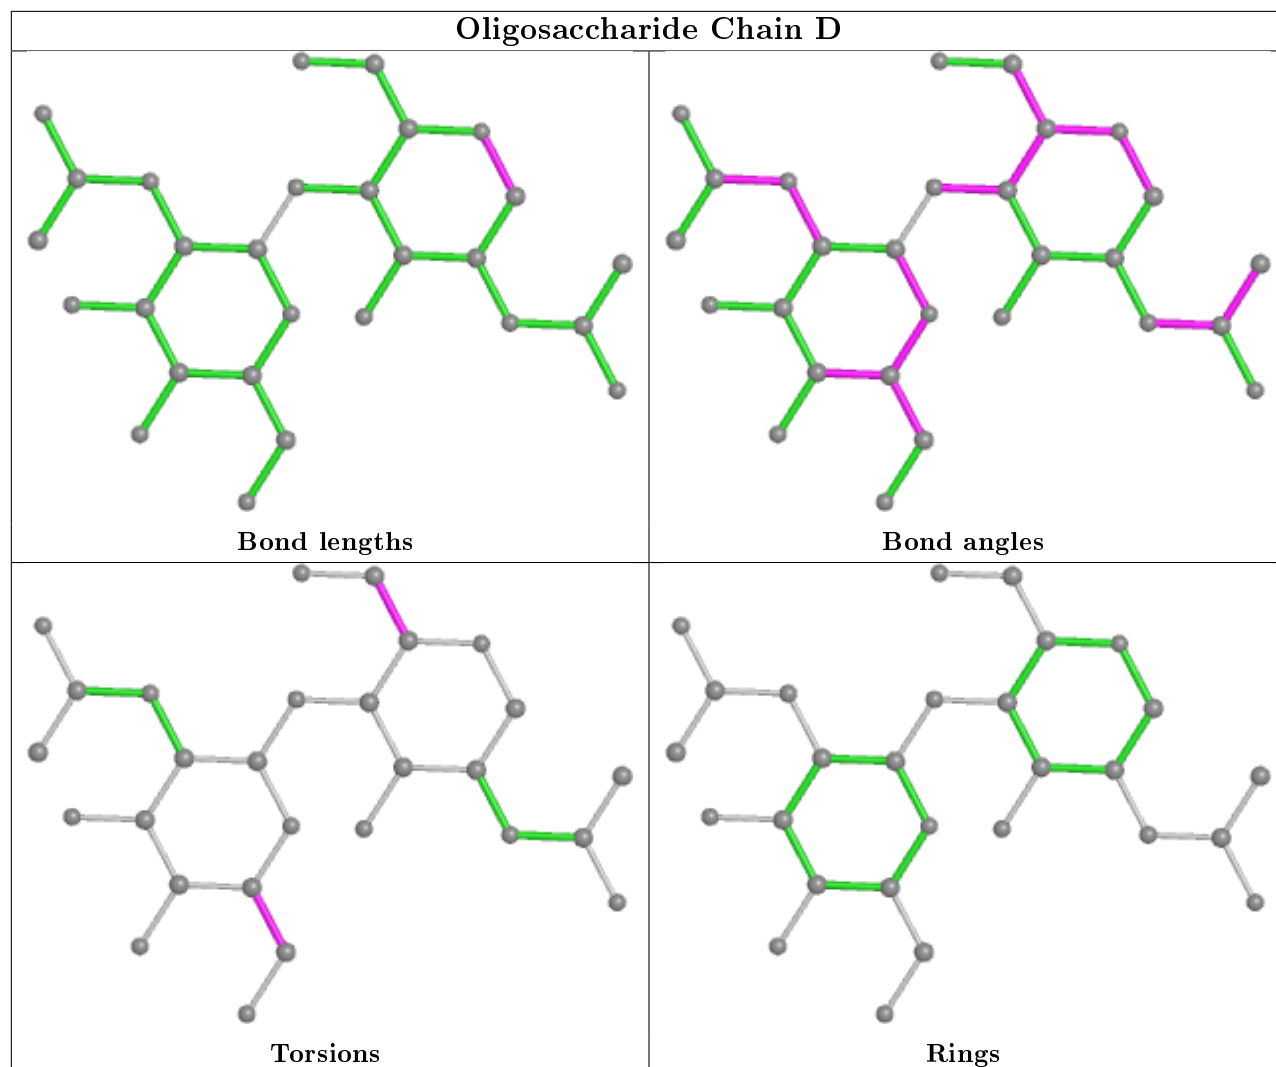 Oligosaccharide Chain D
Bond lengths
Bond angles
Torsions
Rings